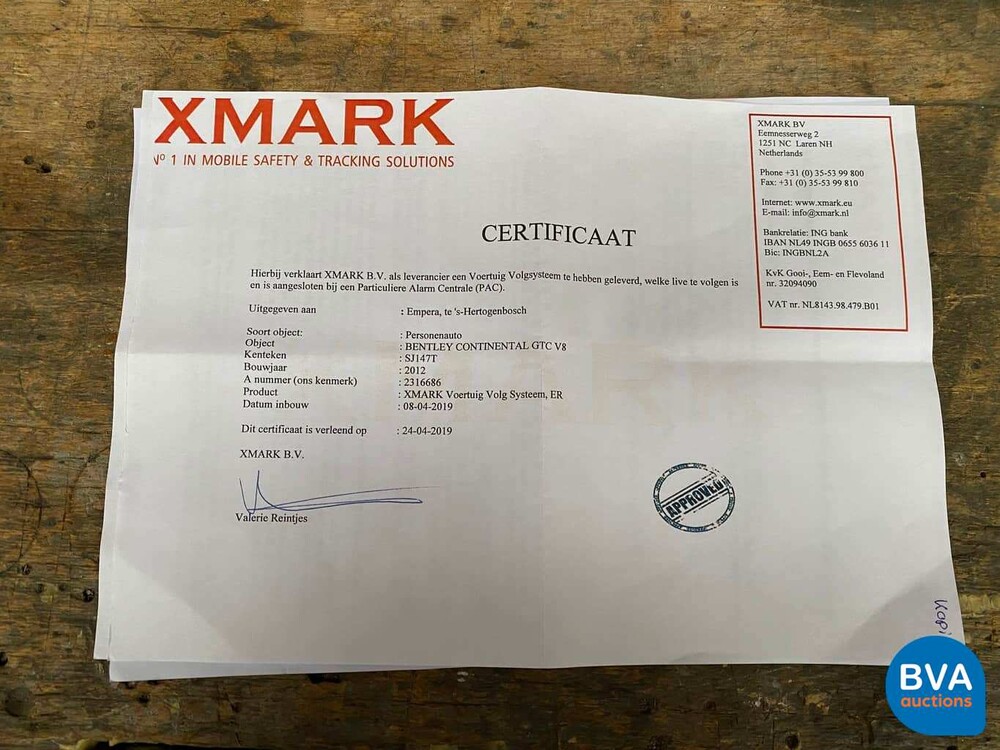 XMARK
Nº 1 IN MOBILE SAFETY & TRACKING SOLUTIONS
XMARK BV
Eemnesserweg 2
1251 NC Laren NH
Netherlands
Phone +31 (0) 35-53 99 800
Fax: +31 (0) 35-53 99 810
Internet: www.xmark.eu
E-mail: info@xmark.nl
Bankrelatie: ING bank
IBAN NL49 INGB 0655 6036 11
Bic: INGBNL2A
KvK Gooi-, Eem- en Flevoland
nr. 32094090
VAT nr. NL8143.98.479.B01
CERTIFICAAT
Hierbij verklaart XMARK B.V. als leverancier een Voertuig Volgsysteem te hebben geleverd, welke live te volgen is
en is aangesloten bij een Particuliere Alarm Centrale (PAC).
Uitgegeven aan : Empera, te 's-Hertogenbosch
Soort object: : Personenauto
Object : BENTLEY CONTINENTAL GTC V8
Kenteken : SJ147T
Bouwjaar : 2012
A nummer (ons kenmerk) : 2316686
Product : XMARK Voertuig Volg Systeem, ER
Datum inbouw : 08-04-2019
Dit certificaat is verleend op : 24-04-2019
XMARK B.V.
Valerie Reintjes
APPROVED
BVA
auctions